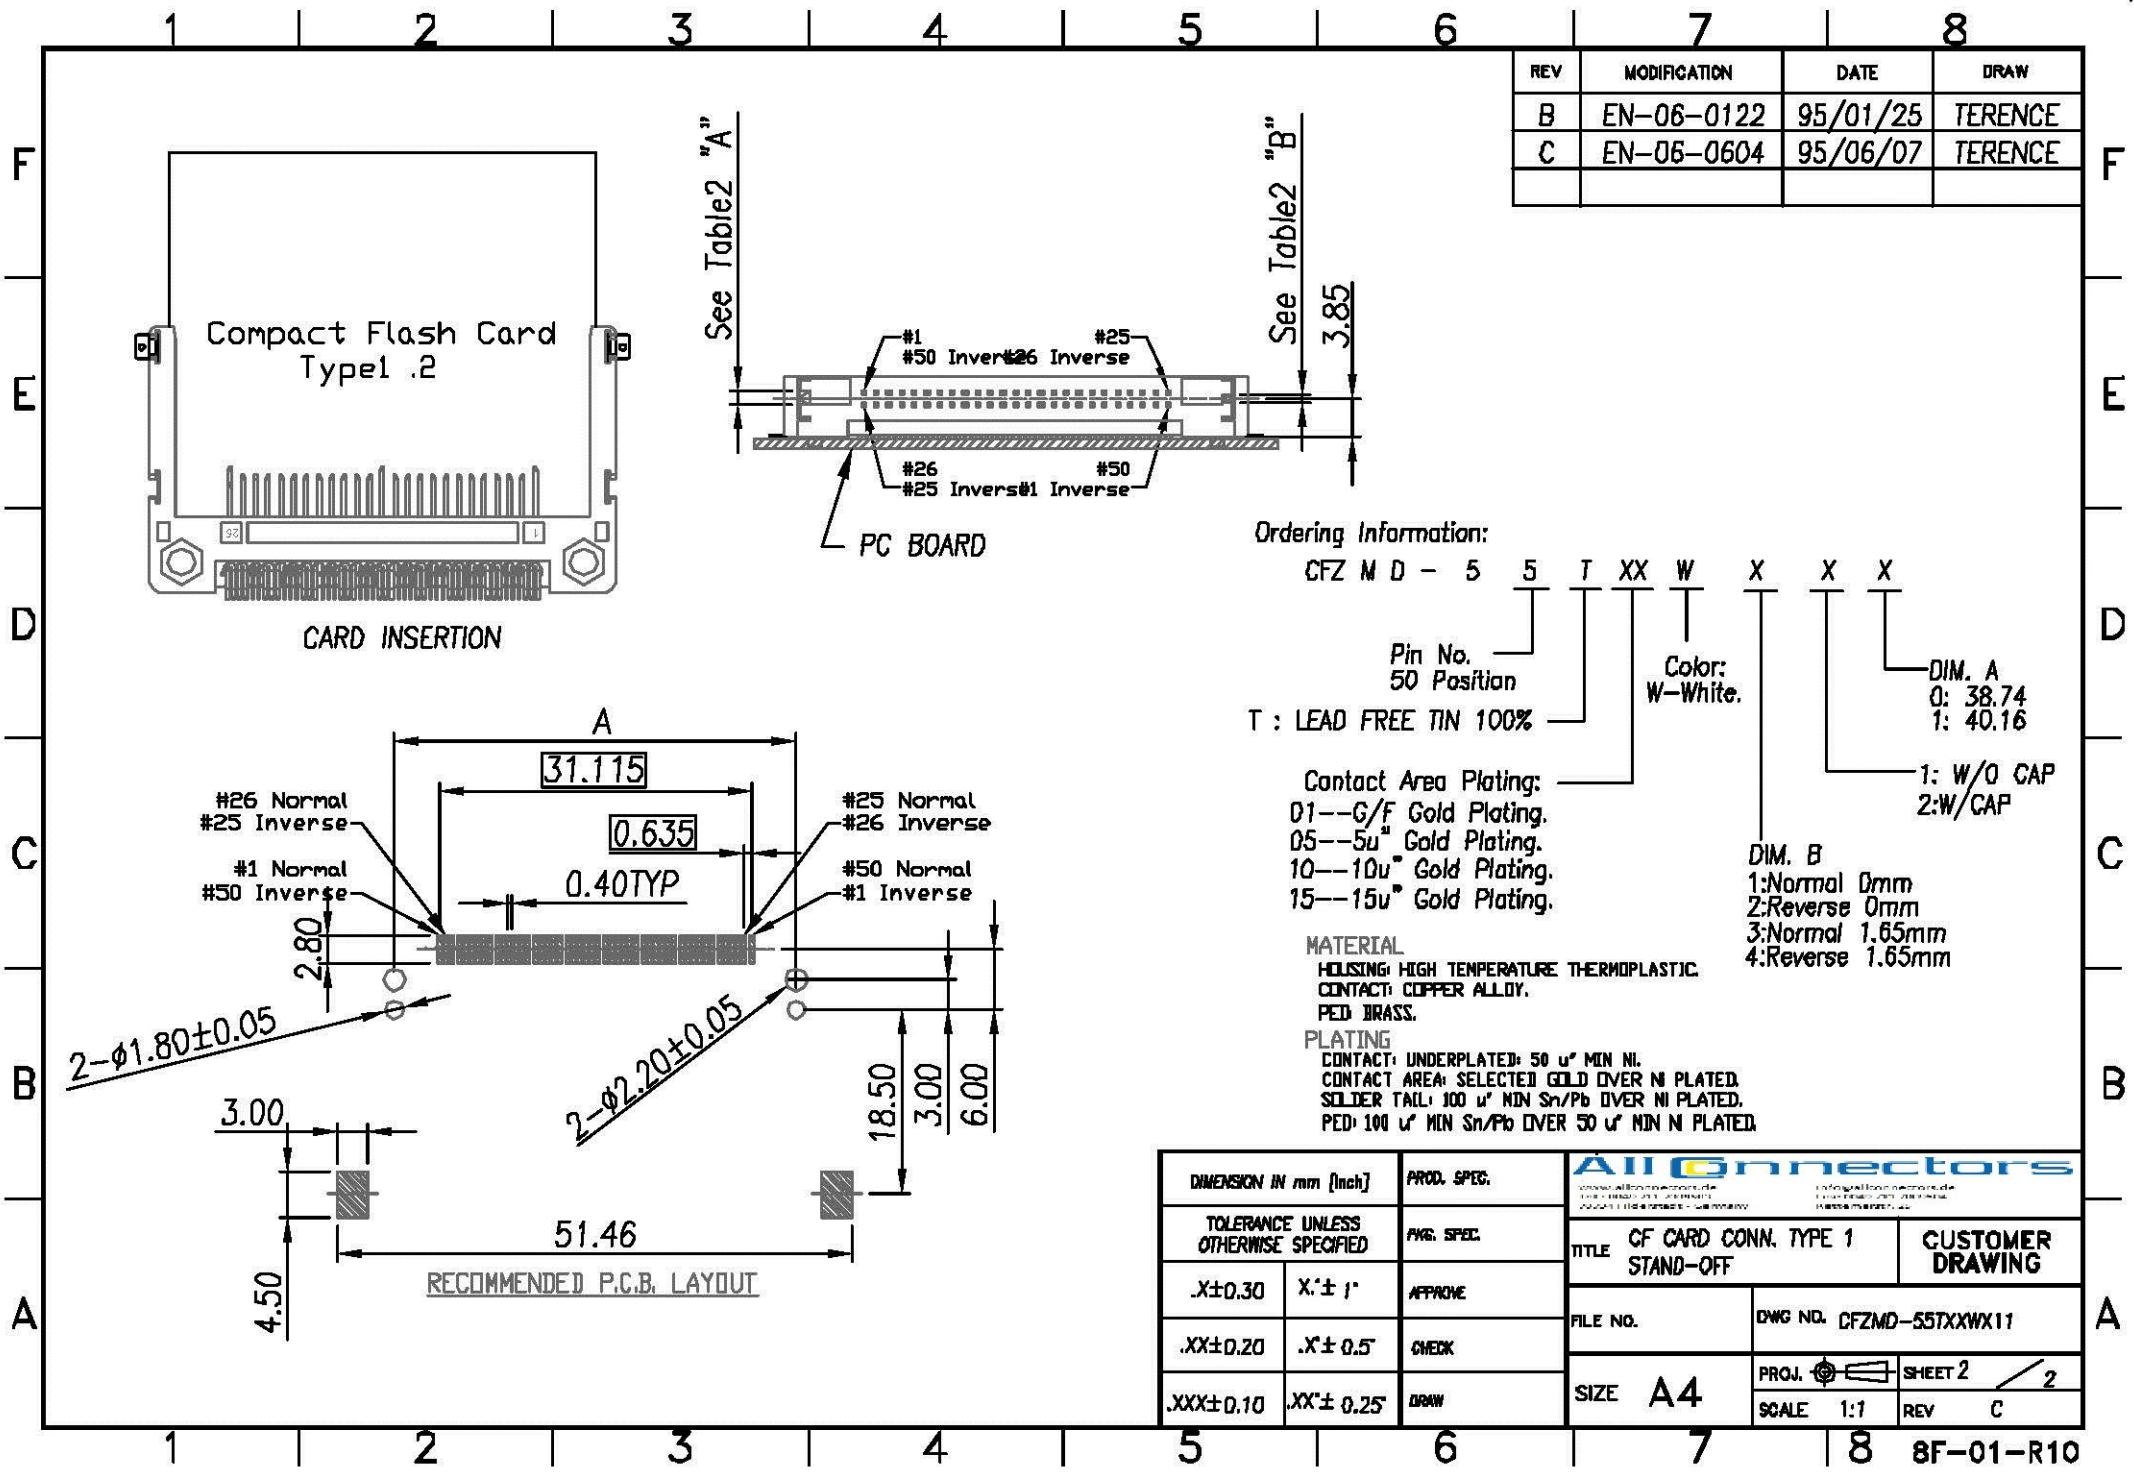 1 2 3 4 5 6 7 8
F
E
D
C
B
A
F
E
D
C
B
A
REV MODIFICATION DATE DRAW
B EN-06-0122 95/01/25 TERENCE
C EN-06-0604 95/06/07 TERENCE
Compact Flash Card
Type1 .2
26
1
CARD INSERTION
See Table2 "A"
See Table2 "B"
3.85
#1
#50 Inverse
#25
#26 Inverse
#26
#25 Invers
#50
#1 Inverse
PC BOARD
Ordering Information:
CFZ M D - 5 5 T XX W X X X
Pin No.
50 Position
T : LEAD FREE TIN 100%
Color:
W-White.
DIM. A
0: 38.74
1: 40.16
1: W/O CAP
2:W/CAP
Contact Area Plating:
01--G/F Gold Plating.
05--5u" Gold Plating.
10--10u" Gold Plating.
15--15u" Gold Plating.
DIM. B
1:Normal 0mm
2:Reverse 0mm
3:Normal 1.65mm
4:Reverse 1.65mm
A
31.115
0.635
0.40TYP
#26 Normal
#25 Inverse
#1 Normal
#50 Inverse
#25 Normal
#26 Inverse
#50 Normal
#1 Inverse
2.80
2-ϕ1.80±0.05
2-ϕ2.20±0.05
18.50
3.00
6.00
3.00
4.50
51.46
RECOMMENDED P.C.B. LAYOUT
MATERIAL
HOUSING: HIGH TEMPERATURE THERMOPLASTIC.
CONTACT: COPPER ALLOY.
PED: BRASS.
PLATING
CONTACT: UNDERPLATED: 50 u" MIN Ni.
CONTACT AREA: SELECTED GOLD OVER NI PLATED.
SOLDER TAIL: 100 u" MIN Sn/Pb OVER NI PLATED.
PED: 100 u" MIN Sn/Pb OVER 50 u" MIN NI PLATED.
DIMENSION IN mm [inch]
TOLERANCE UNLESS
OTHERWISE SPECIFIED
.X±0.30 X.°± 1°
.XX±0.20 .X°± 0.5°
.XXX±0.10 .XX°± 0.25°
PROD. SPEC.
PKG. SPEC.
APPROVE
CHECK
DRAW
All Connectors
www.allconnectors.de
info@allconnectors.de
TITLE CF CARD CONN. TYPE 1
STAND-OFF
CUSTOMER
DRAWING
FILE NO.
DWG NO. CFZMD-55TXXWX11
SIZE A4
PROJ.
SHEET 2 / 2
SCALE 1:1
REV C
1 2 3 4 5 6 7 8
8F-01-R10